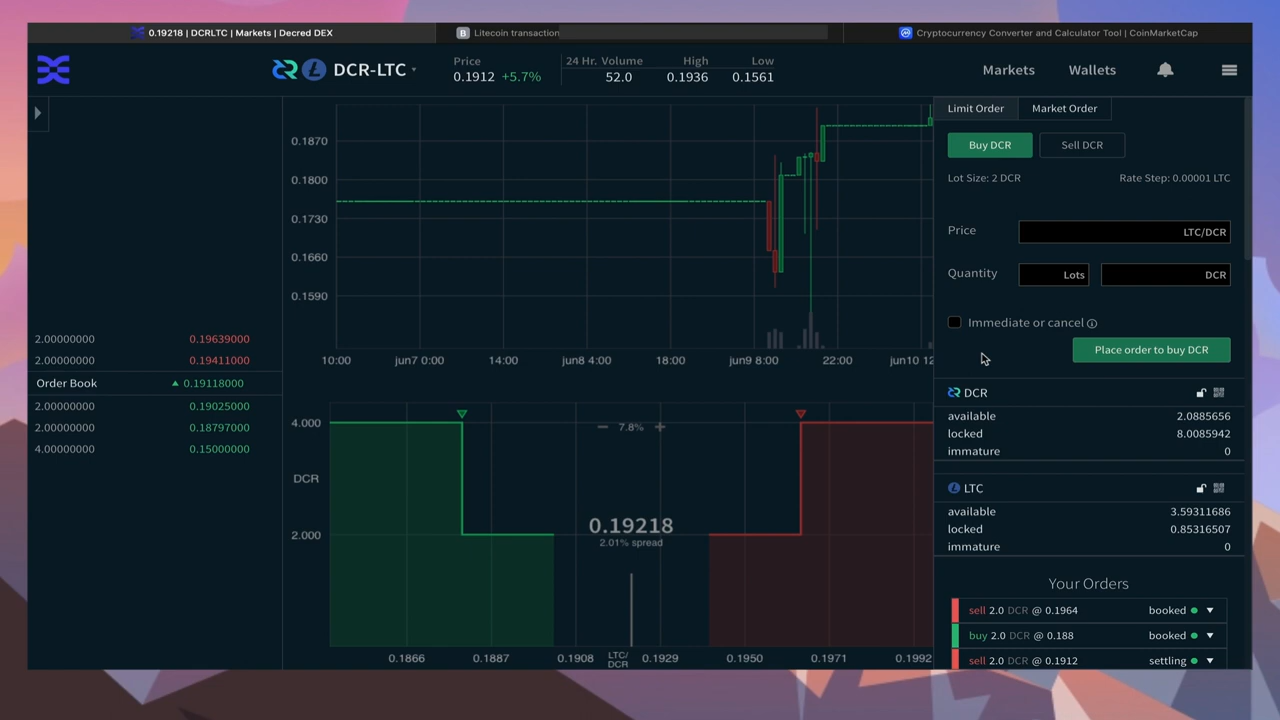 0.19218 | DCRLTC | Markets | Decred DEX
B Litecoin transaction
Cryptocurrency Converter and Calculator Tool | CoinMarketCap
DCR-LTC
Price
0.1912 +5.7%
24 Hr. Volume
52.0
High
0.1936
Low
0.1561
Markets
Wallets
2.00000000 0.19639000
2.00000000 0.19411000
Order Book 0.19118000
2.00000000 0.19025000
2.00000000 0.18797000
4.00000000 0.15000000
0.1870
0.1800
0.1730
0.1660
0.1590
10:00 jun7 0:00 14:00 jun8 4:00 18:00 jun9 8:00 22:00 jun10 12
4.000
DCR
2.000
7.8%
0.19218
2.01% spread
0.1866 0.1887 0.1908 LTC/DCR 0.1929 0.1950 0.1971 0.1992
Limit Order Market Order
Buy DCR Sell DCR
Lot Size: 2 DCR Rate Step: 0.00001 LTC
Price LTC/DCR
Quantity Lots DCR
Immediate or cancel
Place order to buy DCR
DCR
available 2.0885656
locked 8.0085942
immature 0
LTC
available 3.59311686
locked 0.85316507
immature 0
Your Orders
sell 2.0 DCR @ 0.1964 booked
buy 2.0 DCR @ 0.188 booked
sell 2.0 DCR @ 0.1912 settling